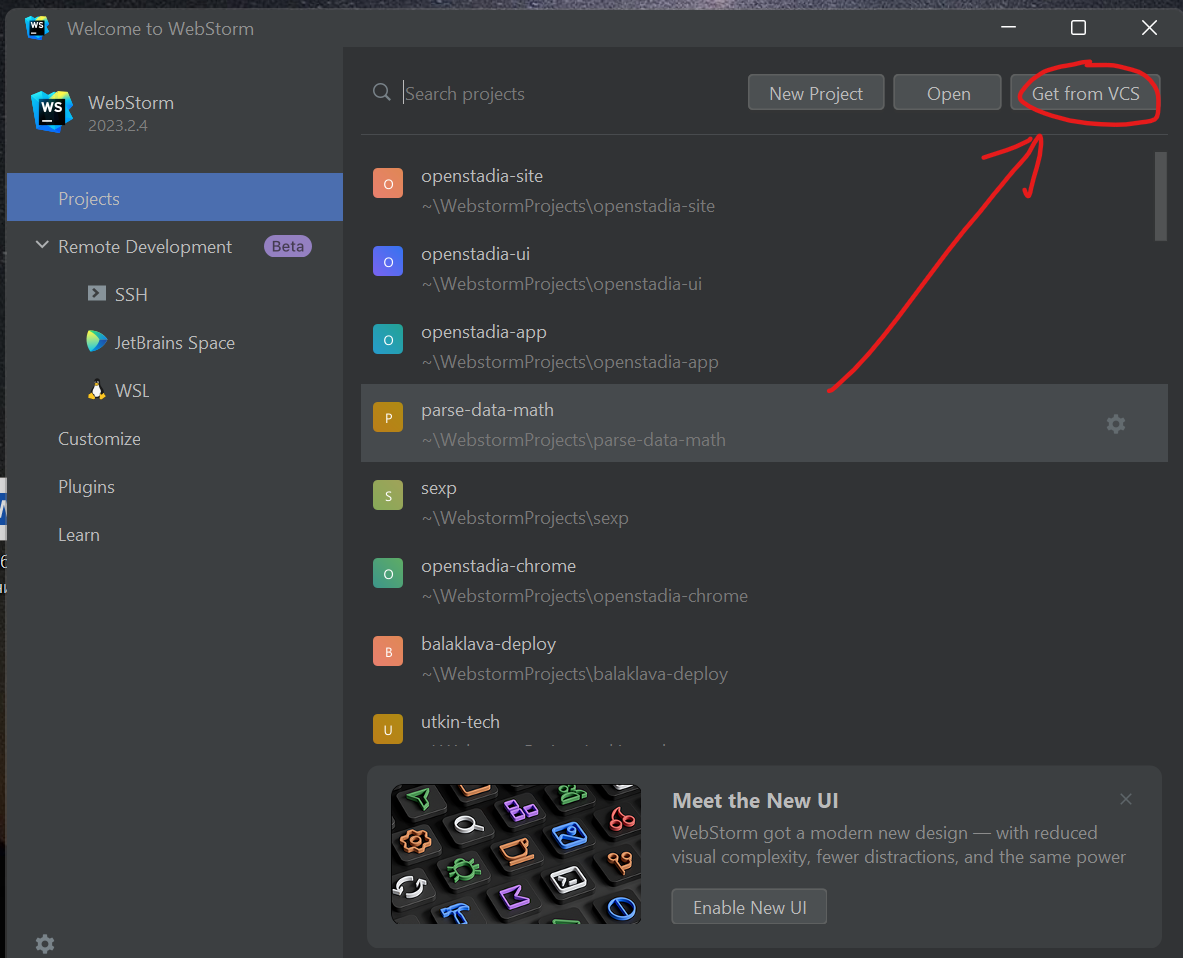 Welcome to WebStorm
WebStorm
2023.2.4
Projects
Remote Development Beta
SSH
JetBrains Space
WSL
Customize
Plugins
Learn
Search projects
New Project
Open
Get from VCS
openstadia-site
~\WebstormProjects\openstadia-site
openstadia-ui
~\WebstormProjects\openstadia-ui
openstadia-app
~\WebstormProjects\openstadia-app
parse-data-math
~\WebstormProjects\parse-data-math
sexp
~\WebstormProjects\sexp
openstadia-chrome
~\WebstormProjects\openstadia-chrome
balaklava-deploy
~\WebstormProjects\balaklava-deploy
utkin-tech
Meet the New UI
WebStorm got a modern new design — with reduced
visual complexity, fewer distractions, and the same power
Enable New UI